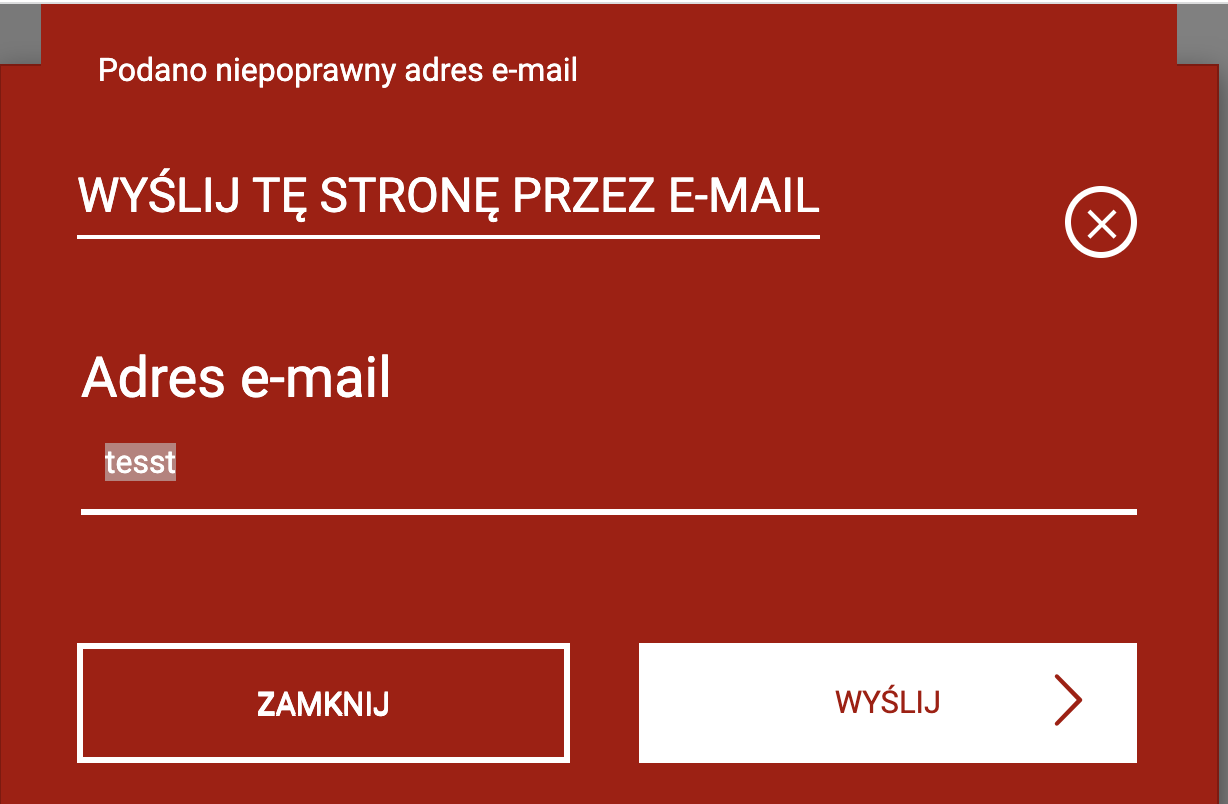 Podano niepoprawny adres e-mail
WYŚLIJ TĘ STRONĘ PRZEZ E-MAIL
Adres e-mail
tesst
ZAMKNIJ
WYŚLIJ